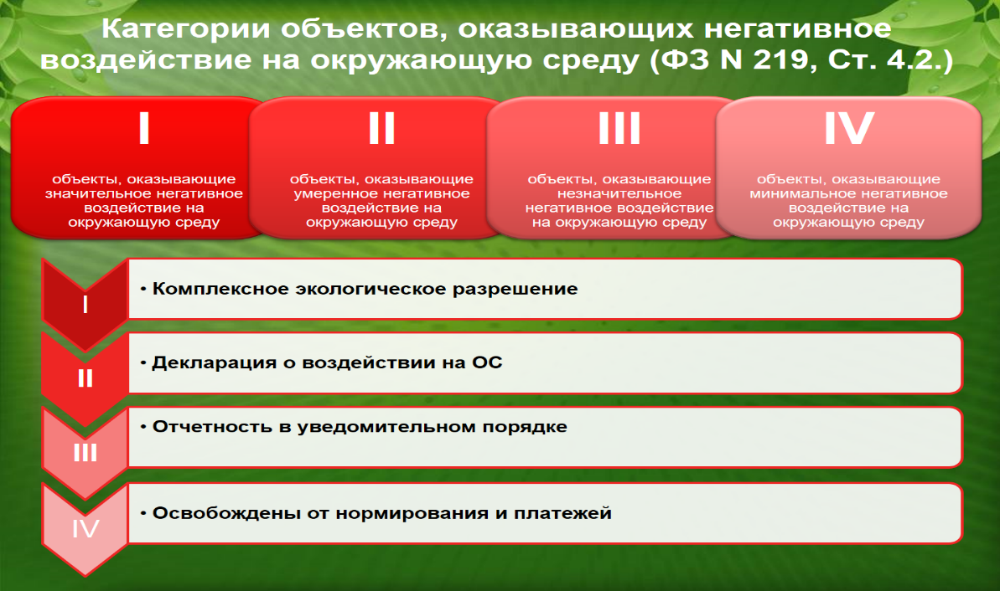 Категории объектов, оказывающих негативное
воздействие на окружающую среду (ФЗ N 219, Ст. 4.2.)
I
объекты, оказывающие
значительное негативное
воздействие на
окружающую среду
II
объекты, оказывающие
умеренное негативное
воздействие на
окружающую среду
III
объекты, оказывающие
незначительное
негативное воздействие
на окружающую среду
IV
объекты, оказывающие
минимальное негативное
воздействие на
окружающую среду
I
• Комплексное экологическое разрешение
II
• Декларация о воздействии на ОС
III
• Отчетность в уведомительном порядке
IV
• Освобождены от нормирования и платежей